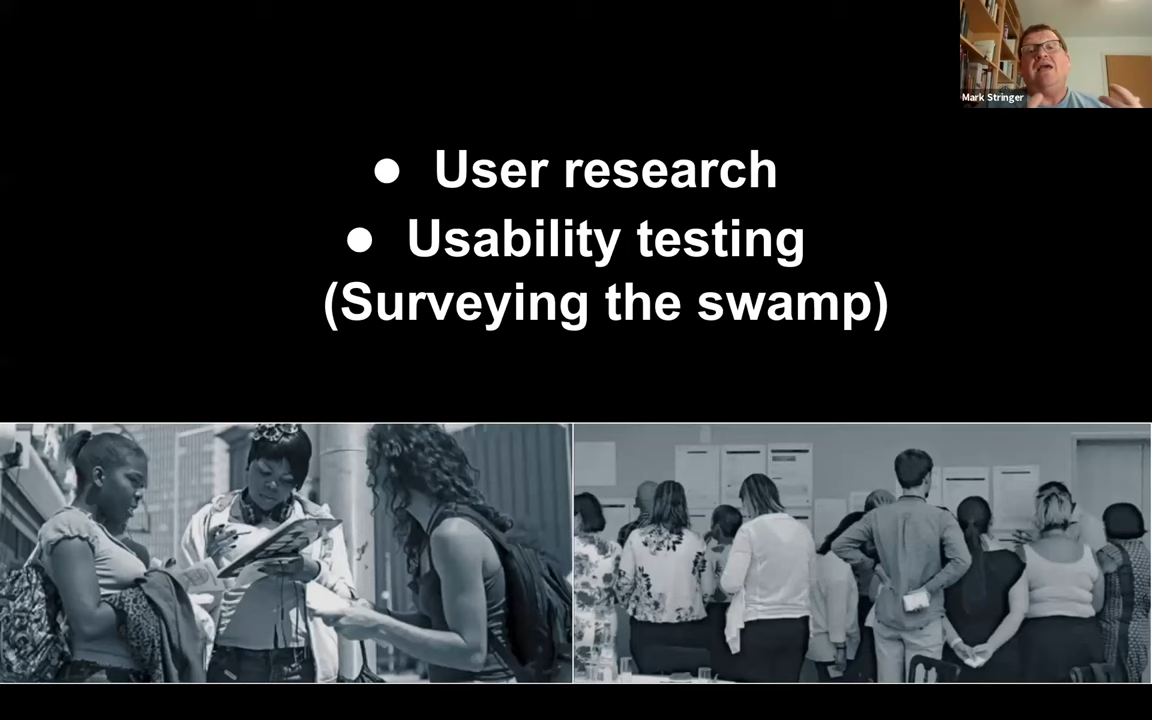 Mark Stringer
● User research
● Usability testing
(Surveying the swamp)